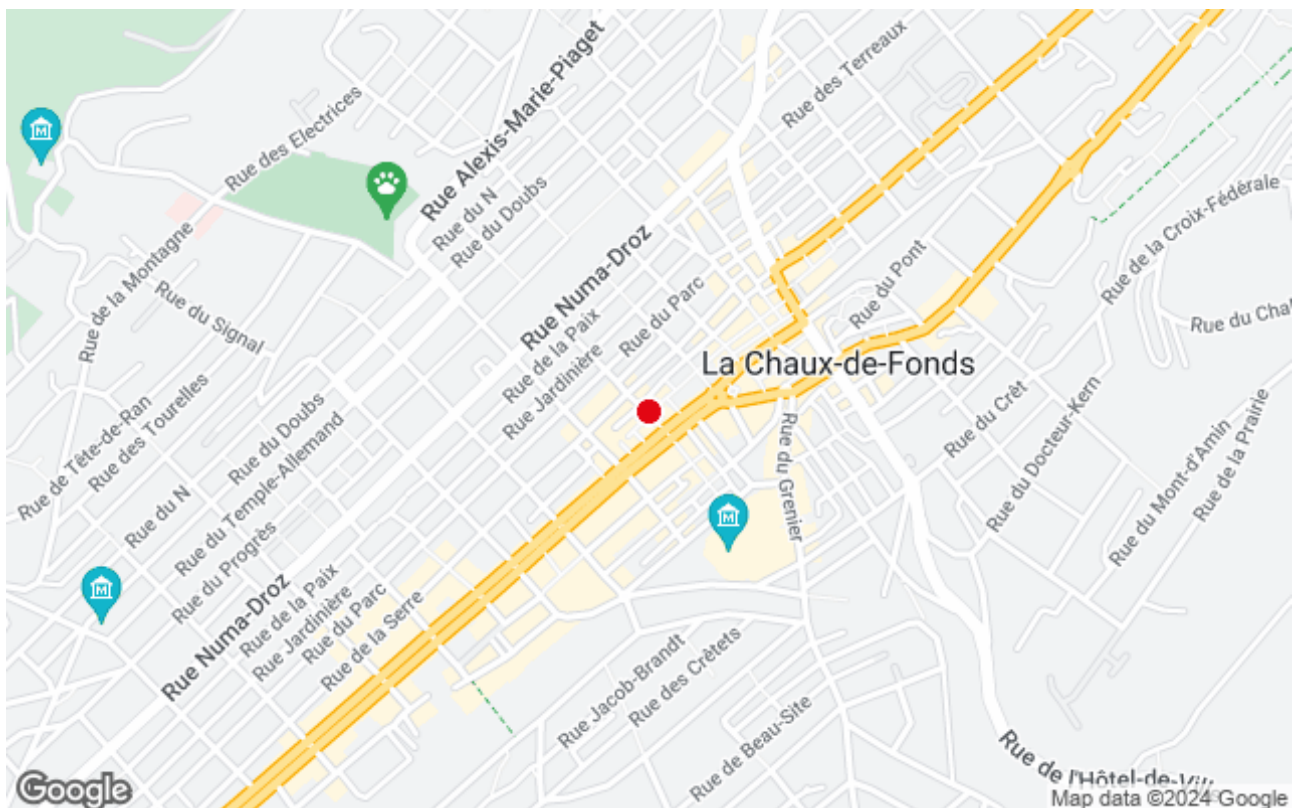 Rue des Terreaux
Rue Alexis-Marie-Piaget
Rue des Electrices
Rue du N
Rue du Doubs
Rue de la Croix-Fédérale
Rue de la Montagne
Rue du Signal
Rue Numa-Droz
Rue du Parc
Rue du Pont
Rue du Chat
Rue de la Paix
Rue Jardinière
La Chaux-de-Fonds
Rue de Tête-de-Ran
Rue des Tourelles
Rue du Doubs
Rue du Temple-Allemand
Rue du N
Rue du Progrès
Rue du Grenier
Rue du Crêt
Rue du Docteur-Kern
Rue du Mont-d'Amin
Rue de la Prairie
Rue Numa-Droz
Rue de la Paix
Rue Jardinière
Rue du Parc
Rue de la Serre
Rue Jacob-Brandt
Rue des Crêtets
Rue de Beau-Site
Rue de l'Hôtel-de-Vill
Google
Map data ©2024 Google